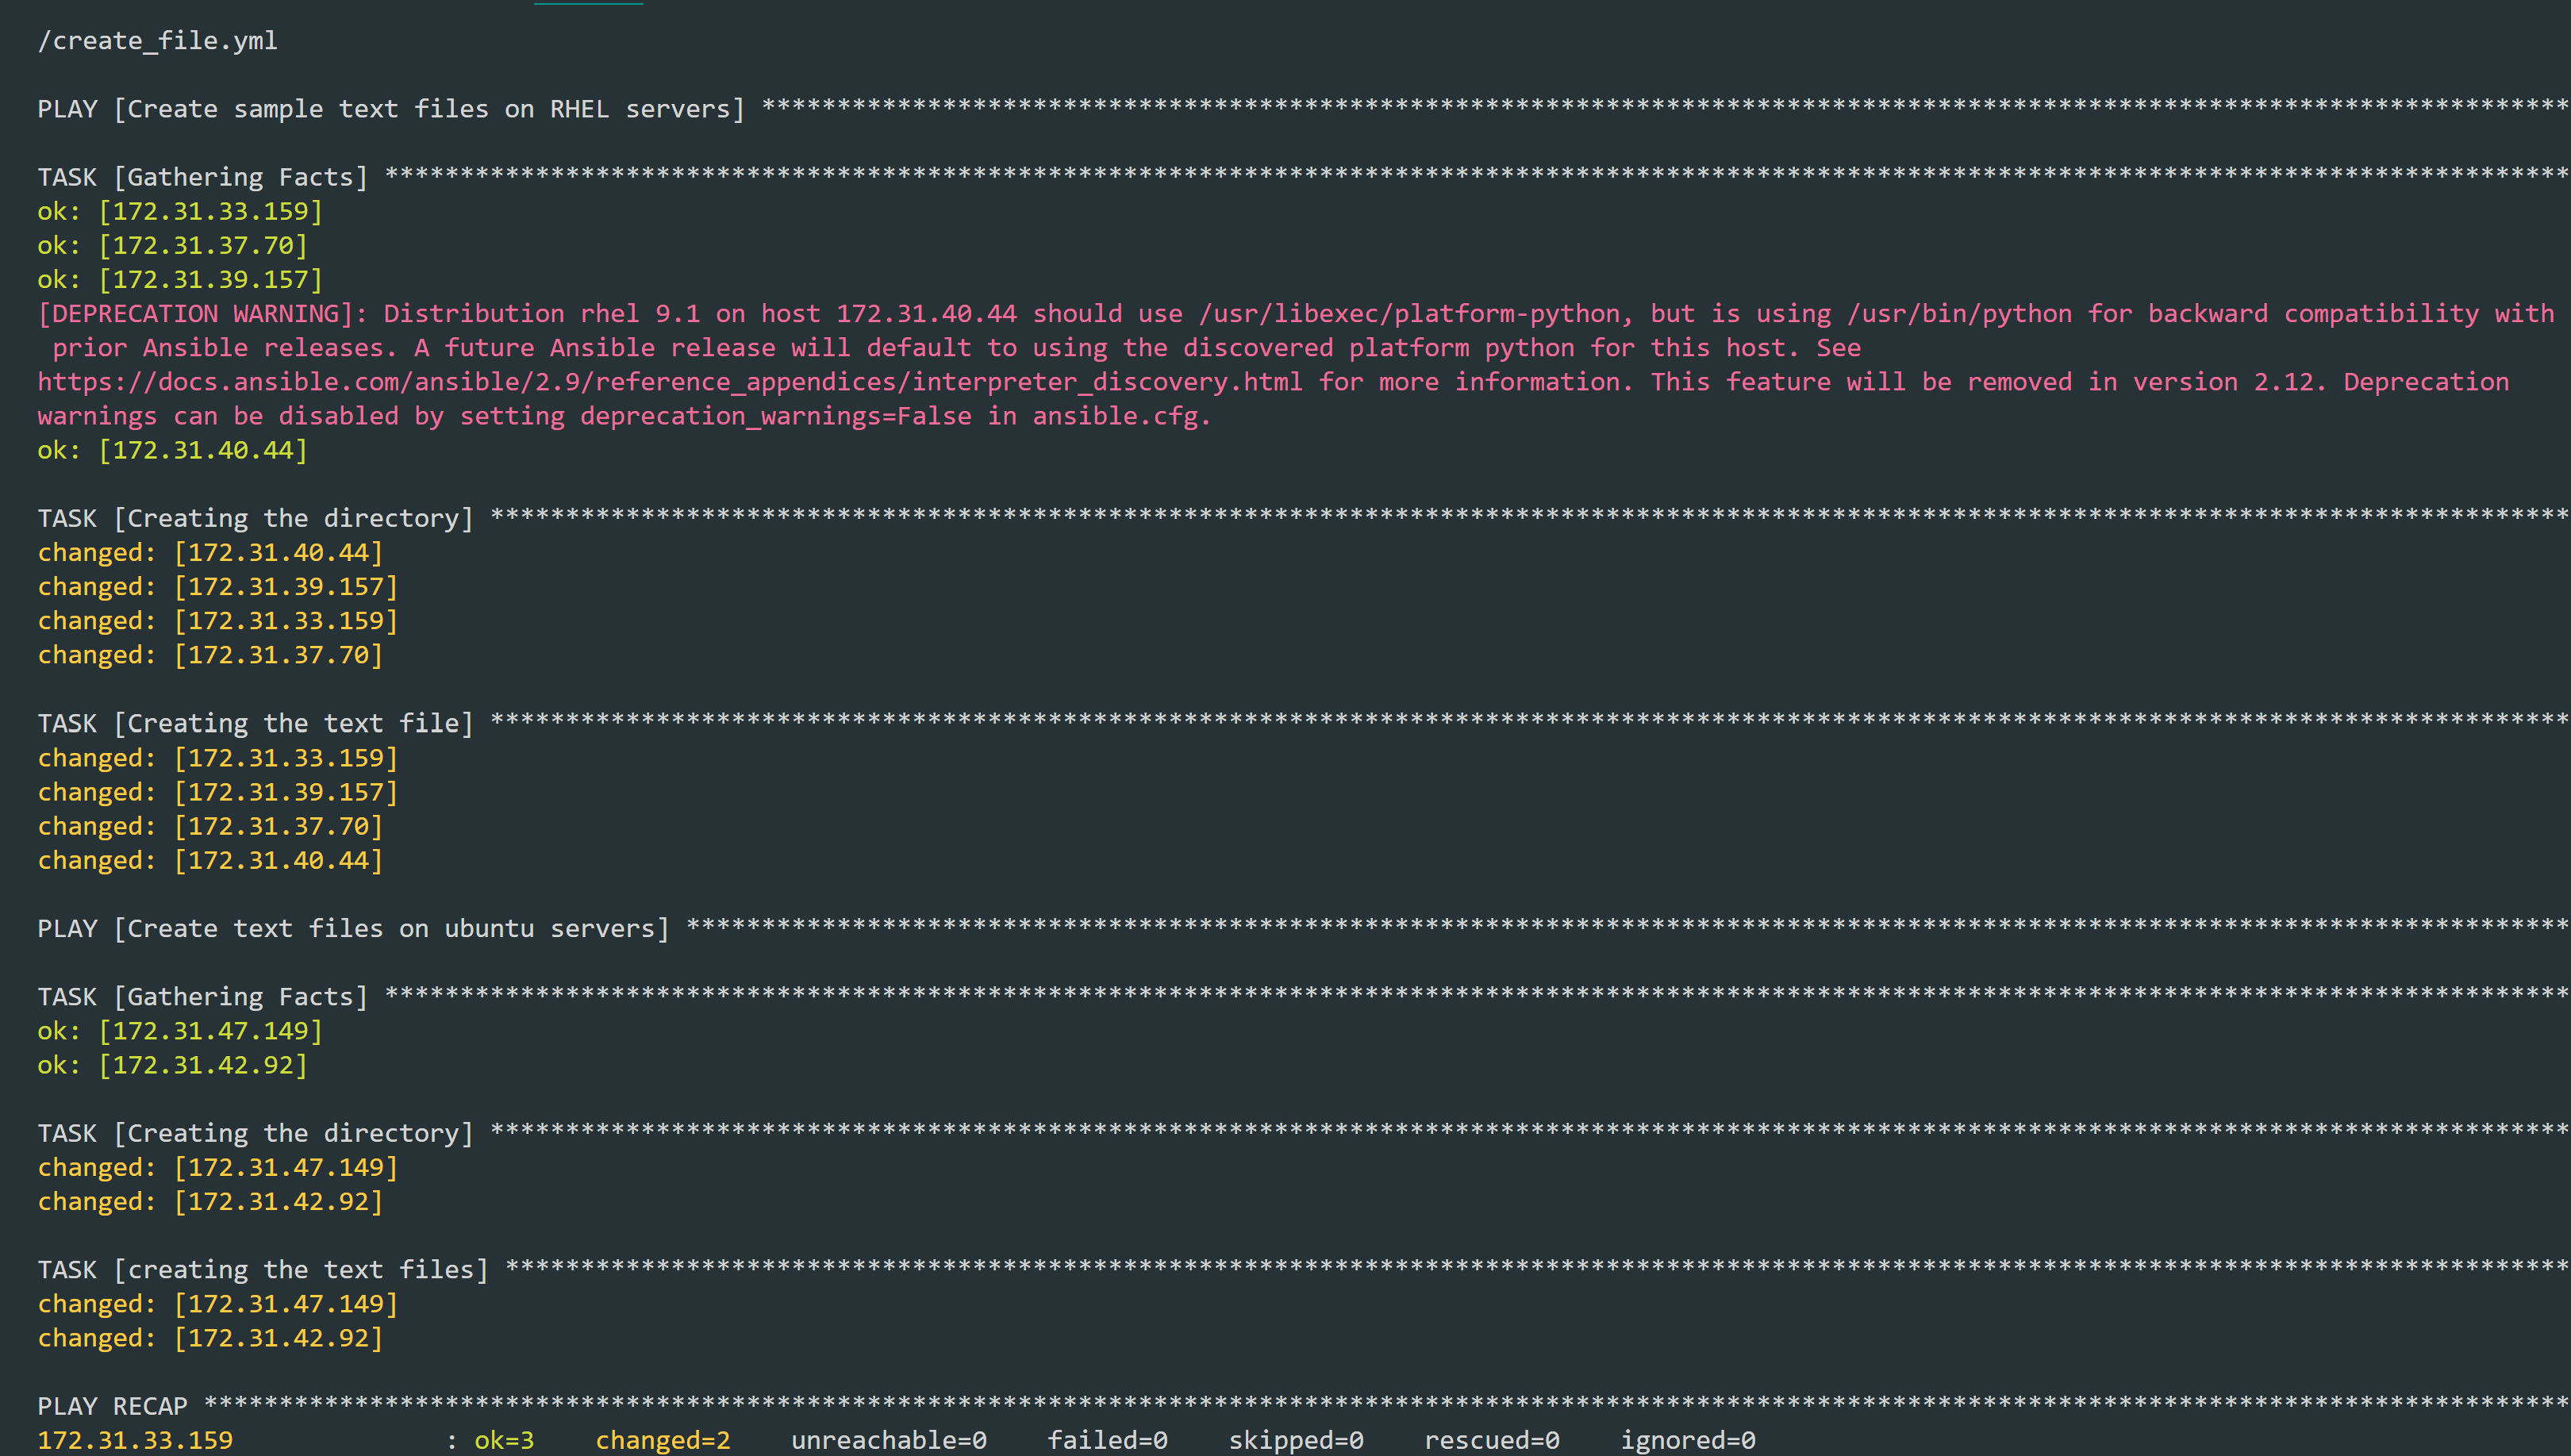 /create_file.yml
PLAY [Create sample text files on RHEL servers] ************************************************************************************************************************
TASK [Gathering Facts] *************************************************************************************************************************************************
ok: [172.31.33.159]
ok: [172.31.37.70]
ok: [172.31.39.157]
[DEPRECATION WARNING]: Distribution rhel 9.1 on host 172.31.40.44 should use /usr/libexec/platform-python, but is using /usr/bin/python for backward compatibility with
prior Ansible releases. A future Ansible release will default to using the discovered platform python for this host. See
https://docs.ansible.com/ansible/2.9/reference_appendices/interpreter_discovery.html for more information. This feature will be removed in version 2.12. Deprecation
warnings can be disabled by setting deprecation_warnings=False in ansible.cfg.
ok: [172.31.40.44]
TASK [Creating the directory] ******************************************************************************************************************************************
changed: [172.31.40.44]
changed: [172.31.39.157]
changed: [172.31.33.159]
changed: [172.31.37.70]
TASK [Creating the text file] ******************************************************************************************************************************************
changed: [172.31.33.159]
changed: [172.31.39.157]
changed: [172.31.37.70]
changed: [172.31.40.44]
PLAY [Create text files on ubuntu servers] *****************************************************************************************************************************
TASK [Gathering Facts] *************************************************************************************************************************************************
ok: [172.31.47.149]
ok: [172.31.42.92]
TASK [Creating the directory] ******************************************************************************************************************************************
changed: [172.31.47.149]
changed: [172.31.42.92]
TASK [creating the text files] *****************************************************************************************************************************************
changed: [172.31.47.149]
changed: [172.31.42.92]
PLAY RECAP *************************************************************************************************************************************************************
172.31.33.159 : ok=3 changed=2 unreachable=0 failed=0 skipped=0 rescued=0 ignored=0